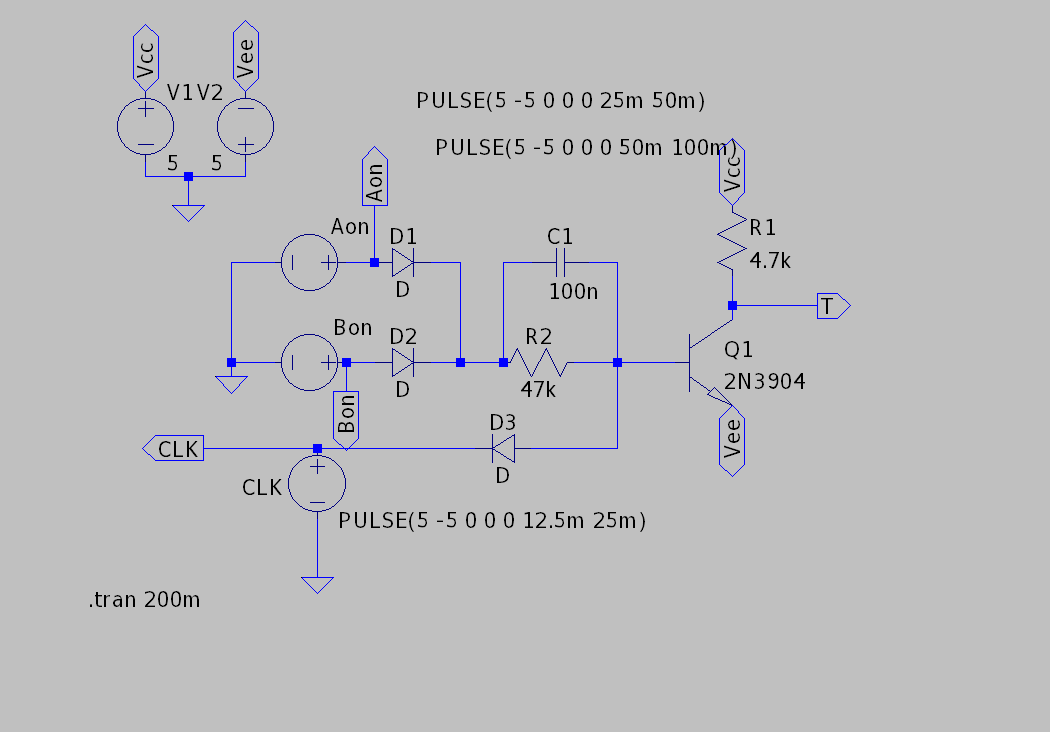 Vcc
Vee
V1
V2
5
5
PULSE(5 -5 0 0 0 25m 50m)
PULSE(5 -5 0 0 0 50m 100m)
Vcc
Aon
Aon
D1
D
C1
100n
R1
4.7k
T
Bon
D2
D
R2
47k
Q1
2N3904
Bon
Vee
D3
D
CLK
CLK
PULSE(5 -5 0 0 0 12.5m 25m)
.tran 200m